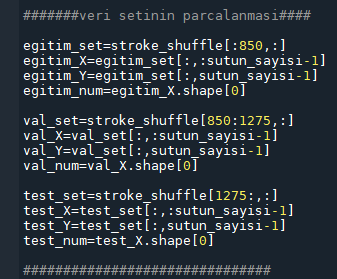 #######veri setinin parcalanmasi####
egitim_set=stroke_shuffle[:850,:]
egitim_X=egitim_set[:,:sutun_sayisi-1]
egitim_Y=egitim_set[:,sutun_sayisi-1]
egitim_num=egitim_X.shape[0]
val_set=stroke_shuffle[850:1275,:]
val_X=val_set[:,:sutun_sayisi-1]
val_Y=val_set[:,sutun_sayisi-1]
val_num=val_X.shape[0]
test_set=stroke_shuffle[1275:,:]
test_X=test_set[:,:sutun_sayisi-1]
test_Y=test_set[:,sutun_sayisi-1]
test_num=test_X.shape[0]
###############################